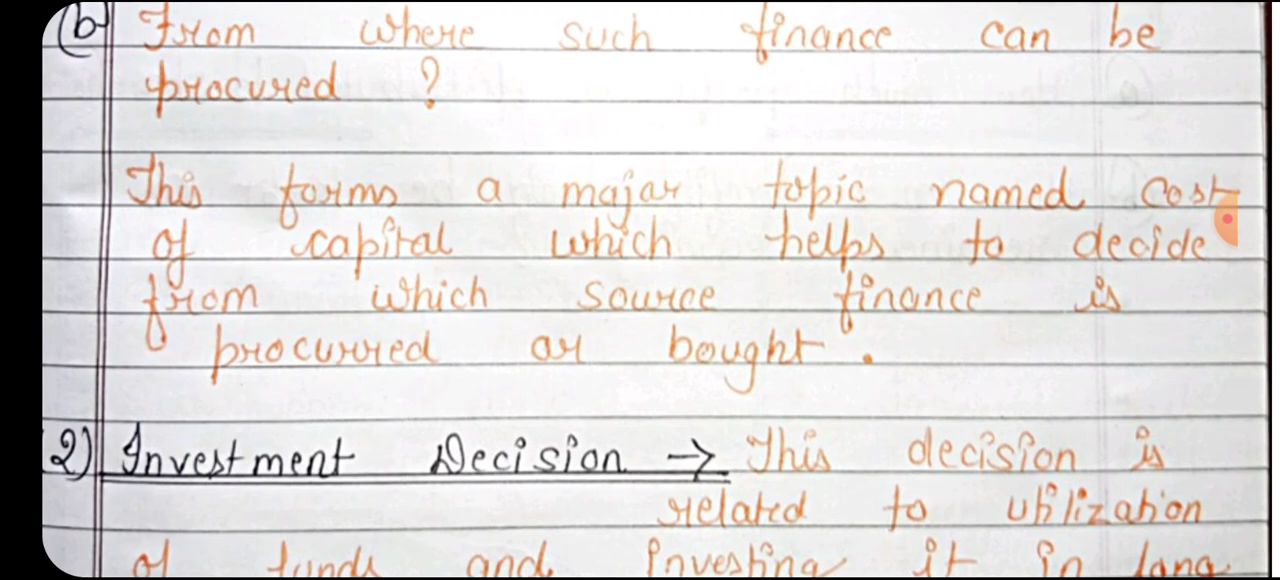 (b) From where such finance can be
procured ?
This forms a major topic named cost
of capital which helps to decide
from which source finance is
procurred or bought .
2) Investment Decision → This decision is
related to utilization
of funds and investing it in long